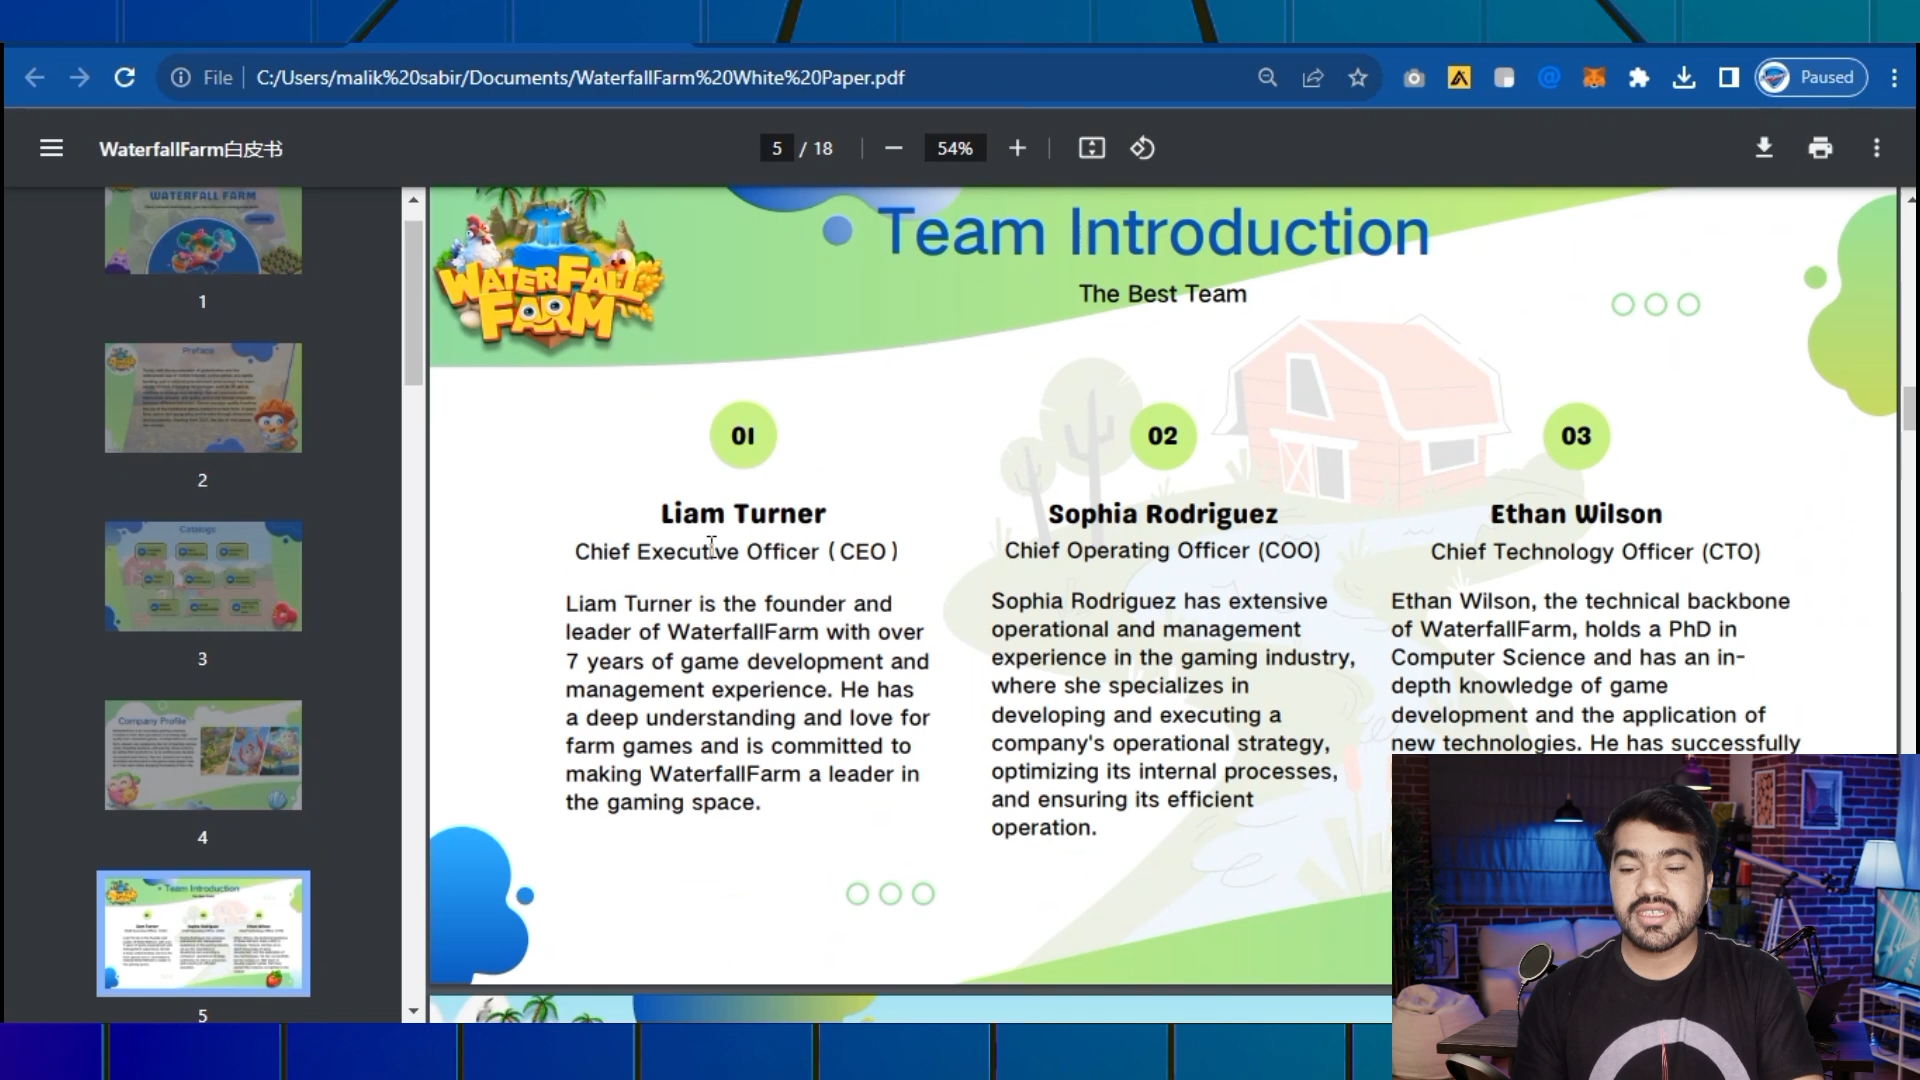 File
C:/Users/malik%20sabir/Documents/WaterfallFarm%20White%20Paper.pdf
Paused
WaterfallFarm白皮书
5 / 18
54%
WATERFALL FARM
1
Preface
2
Catalogs
3
Company Profile
4
Team Introduction
5
WATERFALL
FARM
Team Introduction
The Best Team
01
Liam Turner
Chief Executive Officer (CEO)
Liam Turner is the founder and
leader of WaterfallFarm with over
7 years of game development and
management experience. He has
a deep understanding and love for
farm games and is committed to
making WaterfallFarm a leader in
the gaming space.
02
Sophia Rodriguez
Chief Operating Officer (COO)
Sophia Rodriguez has extensive
operational and management
experience in the gaming industry,
where she specializes in
developing and executing a
company's operational strategy,
optimizing its internal processes,
and ensuring its efficient
operation.
03
Ethan Wilson
Chief Technology Officer (CTO)
Ethan Wilson, the technical backbone
of WaterfallFarm, holds a PhD in
Computer Science and has an in-
depth knowledge of game
development and the application of
new technologies. He has successfully